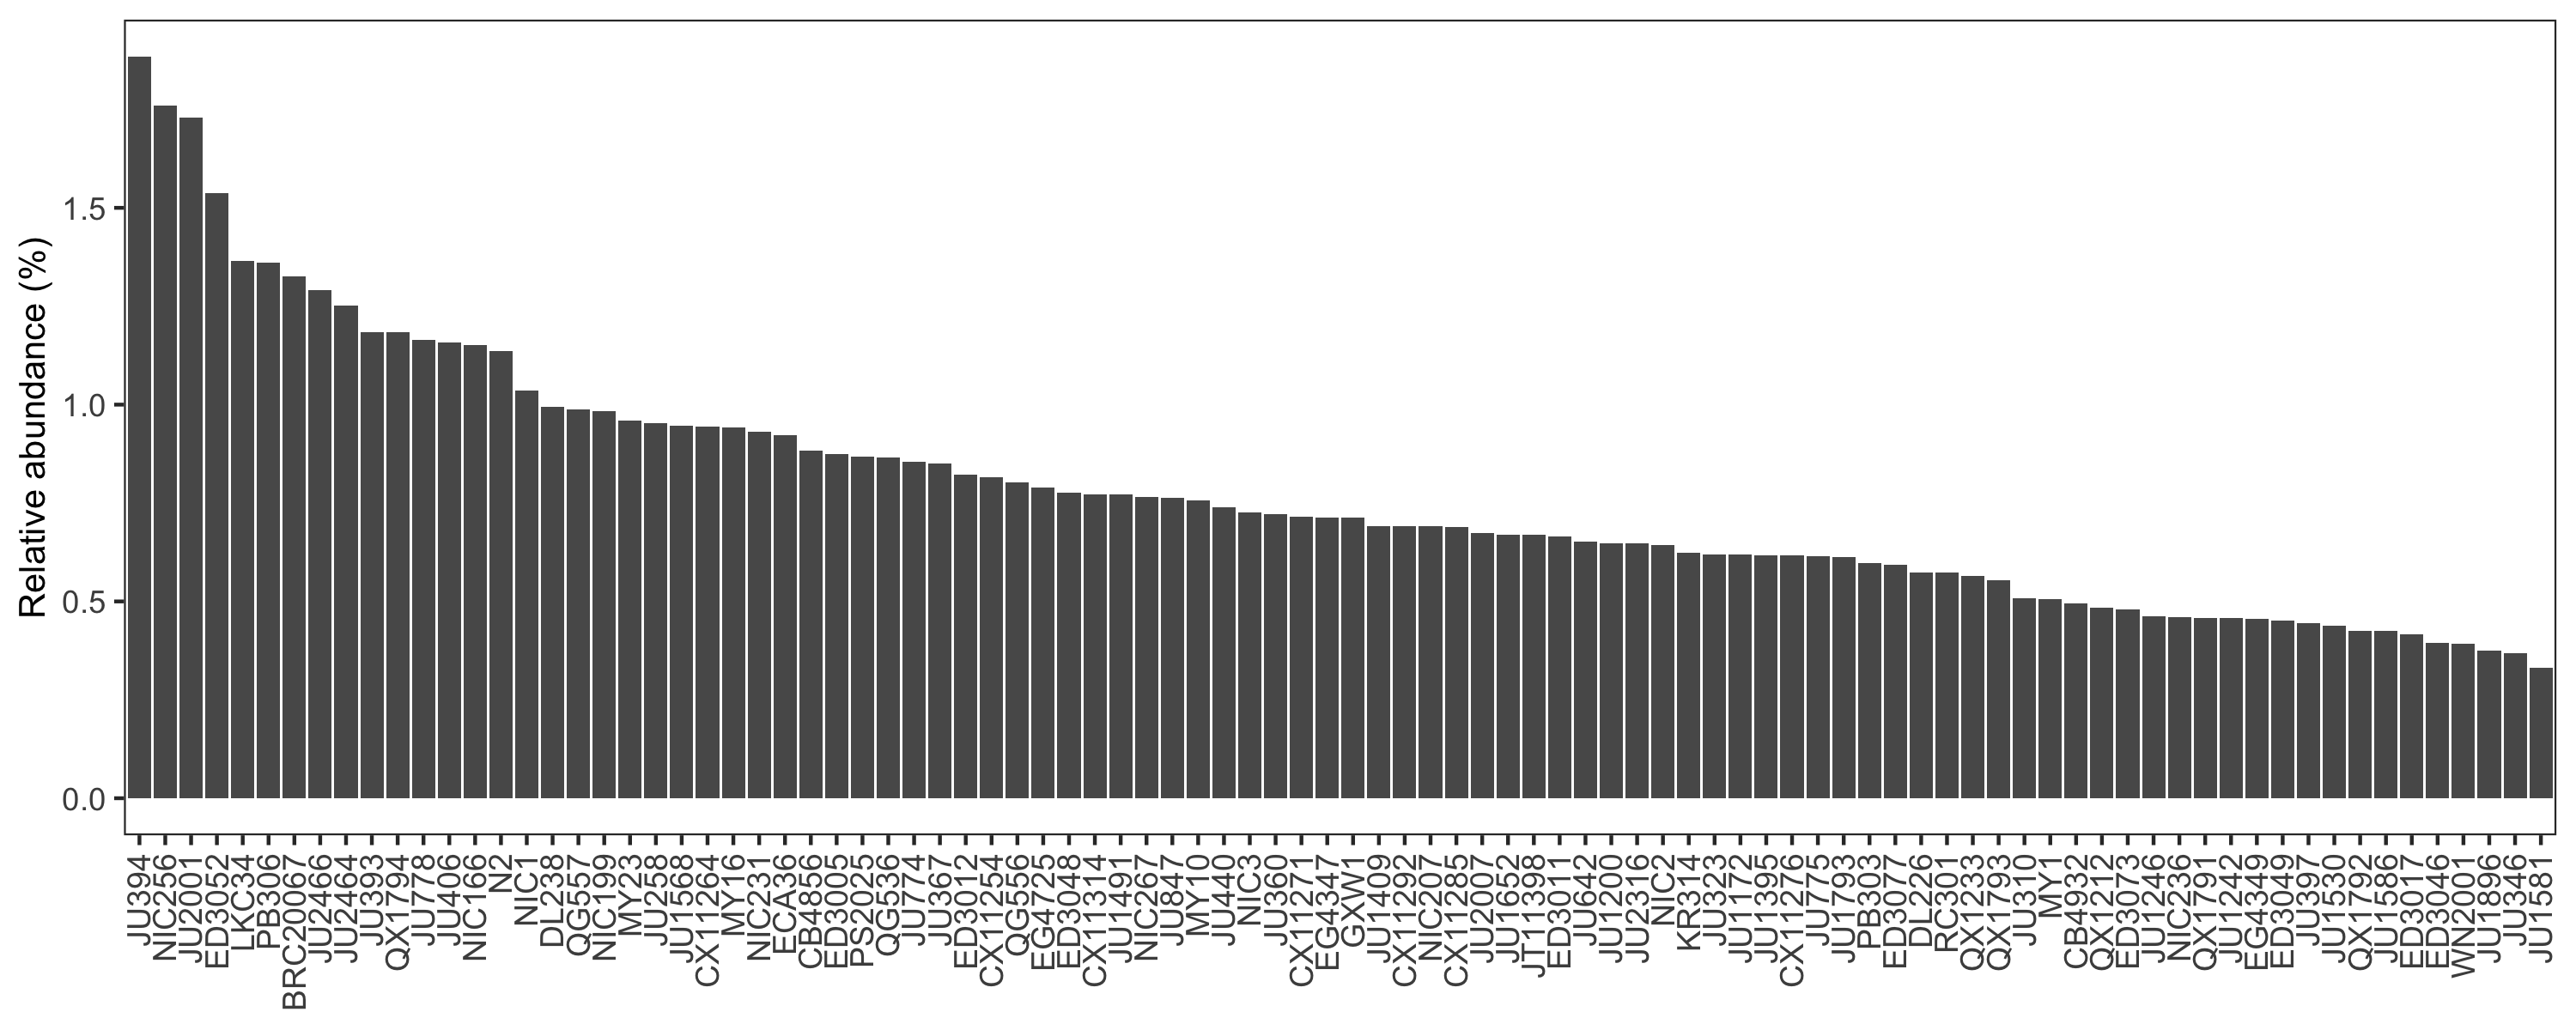 Relative abundance (%)
1.5
1.0
0.5
0.0
JU394
NIC256
JU2001
ED3052
LKC34
PB306
BRC20067
JU2466
JU2464
JU393
QX1794
JU778
JU406
NIC166
N2
NIC1
DL238
QG557
NIC199
MY23
JU258
JU1568
CX11264
MY16
NIC231
ECA36
CB4856
ED3005
PS2025
QG536
JU774
JU367
ED3012
CX11254
QG556
EG4725
ED3048
CX11314
JU1491
NIC267
JU847
MY10
JU440
NIC3
JU360
CX11271
EG4347
GXW1
JU1409
CX11292
NIC207
CX11285
JU2007
JU1652
JT11398
ED3011
JU642
JU1200
JU2316
NIC2
KR314
JU323
JU1172
JU1395
CX11276
JU775
JU1793
PB303
ED3077
DL226
RC301
QX1233
QX1793
JU310
MY1
CB4932
QX1212
ED3073
JU1246
NIC236
QX1791
JU1242
EG4349
ED3049
JU397
JU1530
QX1792
JU1586
ED3017
ED3046
WN2001
JU1896
JU346
JU1581